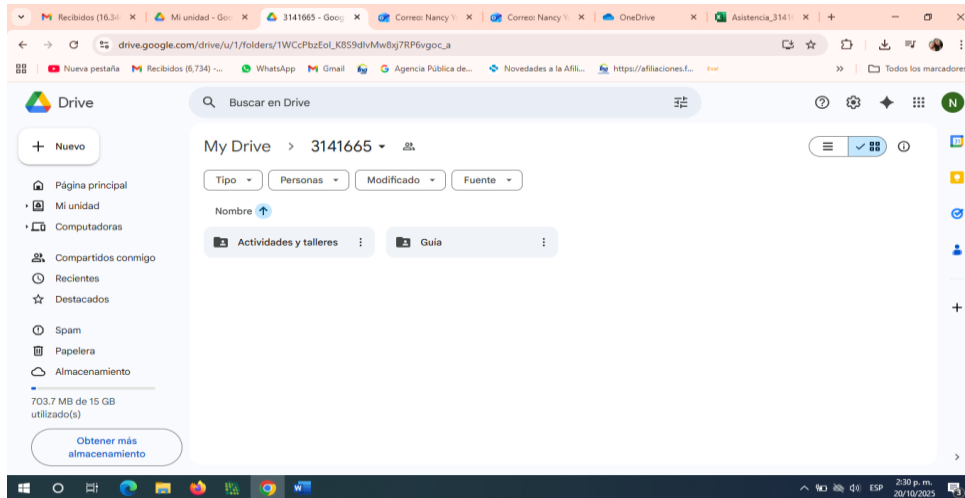 Recibidos (16.34
Mi unidad - Goo
3141665 - Goog
Correo: Nancy Y
Correo: Nancy Y
OneDrive
Asistencia_3141
drive.google.com/drive/u/1/folders/1WCcPbzEol_K8S9dlvMw8xj7RP6vgoc_a
Nueva pestaña
Recibidos (6,734) -...
WhatsApp
Gmail
Agencia Pública de...
Novedades a la Afili...
https://afiliaciones.f...
Todos los marcadores
Drive
Buscar en Drive
N
Nuevo
My Drive > 3141665
Tipo
Personas
Modificado
Fuente
Nombre
Actividades y talleres
Guía
Página principal
Mi unidad
Computadoras
Compartidos conmigo
Recientes
Destacados
Spam
Papelera
Almacenamiento
703.7 MB de 15 GB
utilizado(s)
Obtener más
almacenamiento
ESP
2:30 p. m.
20/10/2025